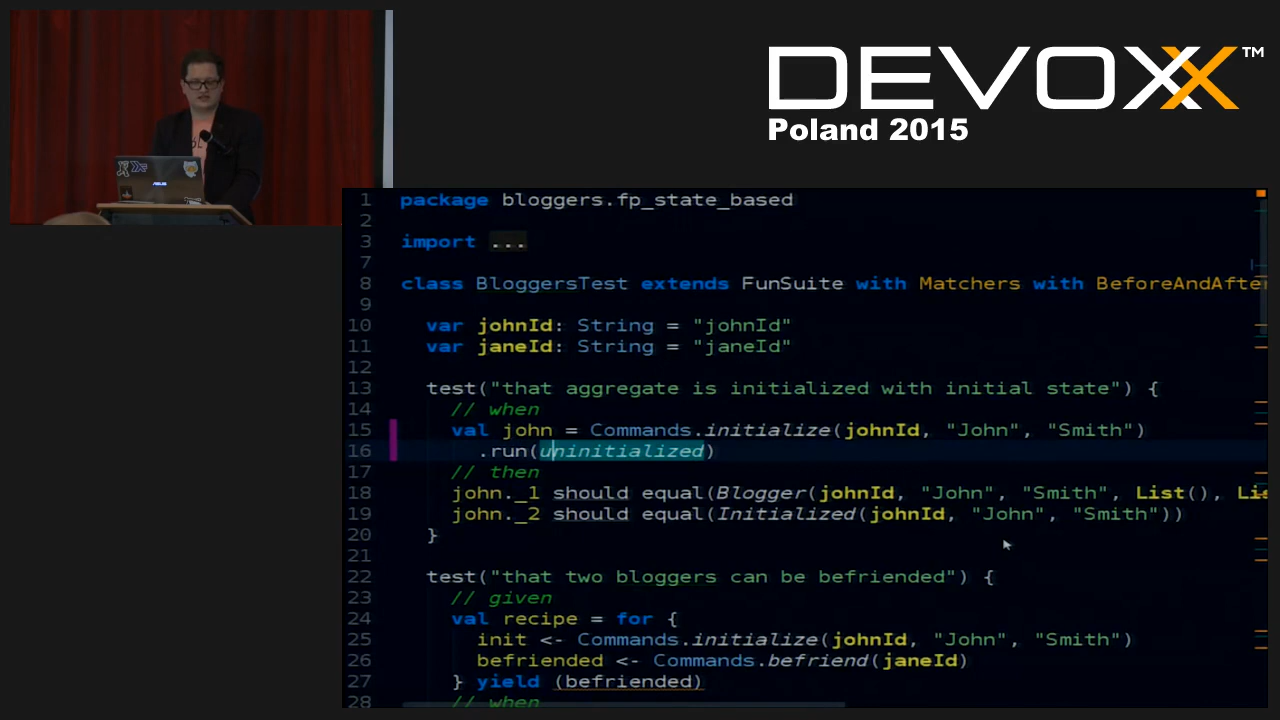 DEVOXX™
Poland 2015
1 package bloggers.fp_state_based
2
3 import ...
7
8 class BloggersTest extends FunSuite with Matchers with BeforeAndAfter
9
10 var johnId: String = "johnId"
11 var janeId: String = "janeId"
12
13 test("that aggregate is initialized with initial state") {
14 // when
15 val john = Commands.initialize(johnId, "John", "Smith")
16 .run(uninitialized)
17 // then
18 john._1 should equal(Blogger(johnId, "John", "Smith", List(), Lis
19 john._2 should equal(Initialized(johnId, "John", "Smith"))
20 }
21
22 test("that two bloggers can be befriended") {
23 // given
24 val recipe = for {
25 init <- Commands.initialize(johnId, "John", "Smith")
26 befriended <- Commands.befriend(janeId)
27 } yield (befriended)
28 // when